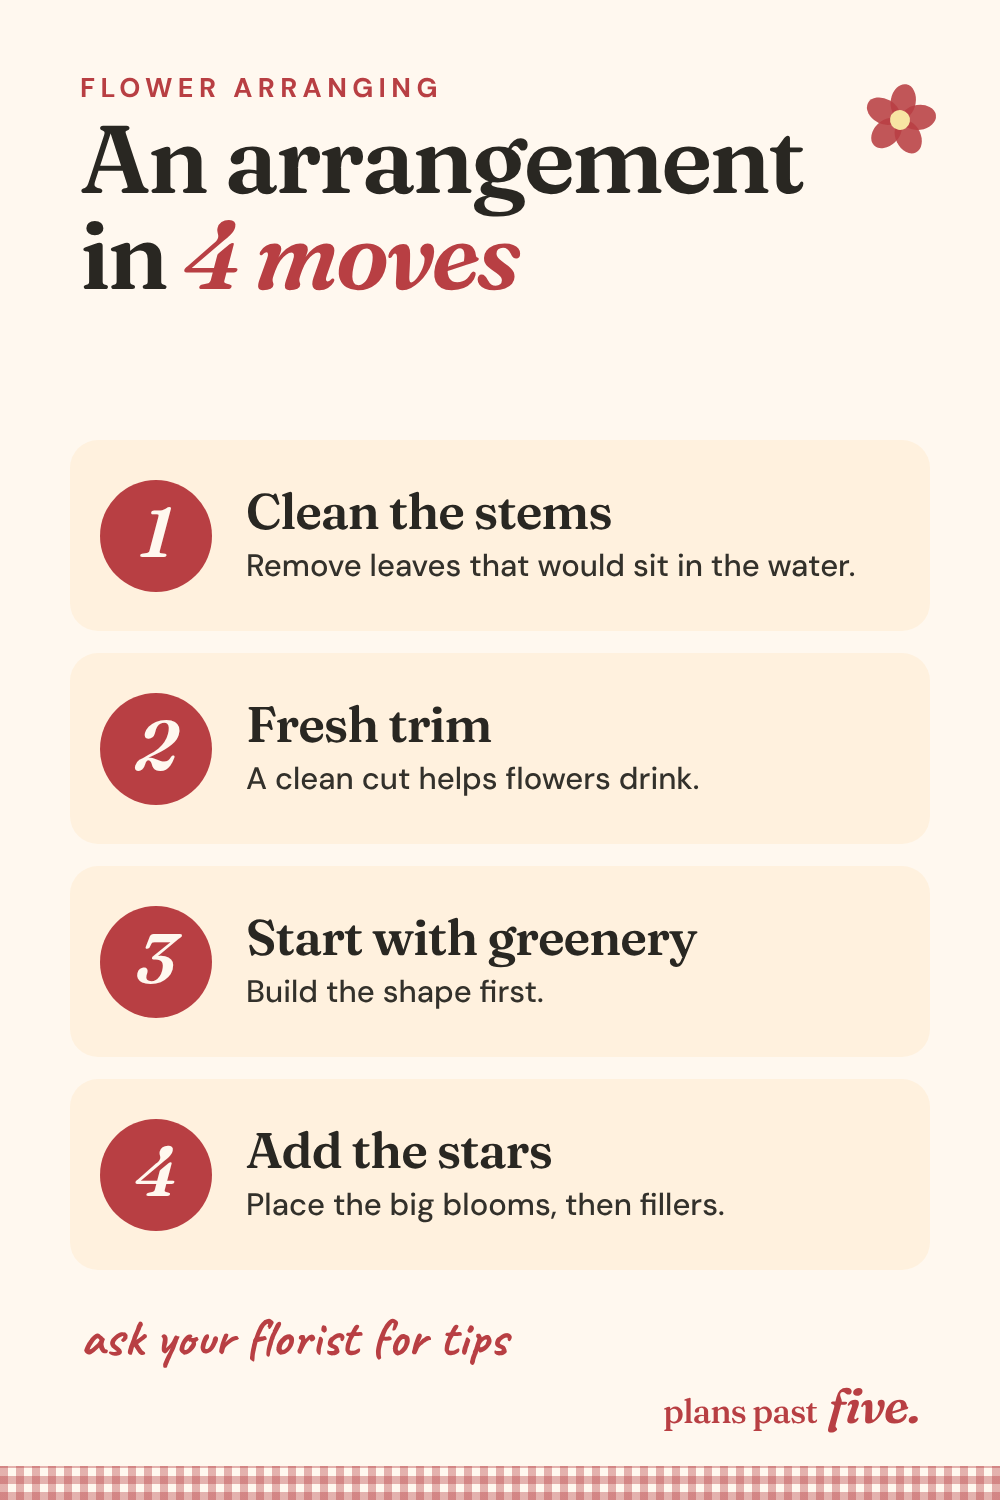 FLOWER ARRANGING
An arrangement
in 4 moves
1
Clean the stems
Remove leaves that would sit in the water.
2
Fresh trim
A clean cut helps flowers drink.
3
Start with greenery
Build the shape first.
4
Add the stars
Place the big blooms, then fillers.
ask your florist for tips
plans past five.